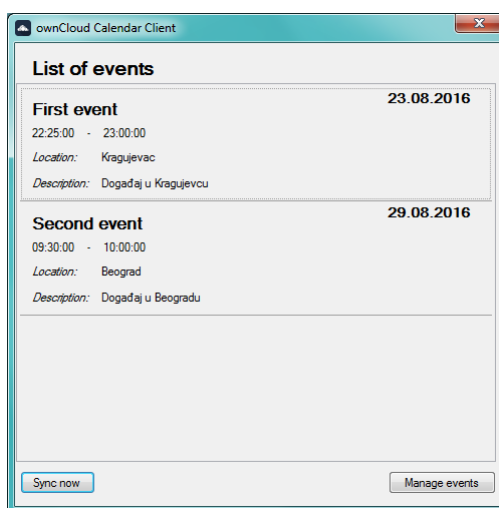 ownCloud Calendar Client
List of events
First event 23.08.2016
22:25:00 - 23:00:00
Location: Kragujevac
Description: Događaj u Kragujevcu
Second event 29.08.2016
09:30:00 - 10:00:00
Location: Beograd
Description: Događaj u Beogradu
Sync now Manage events